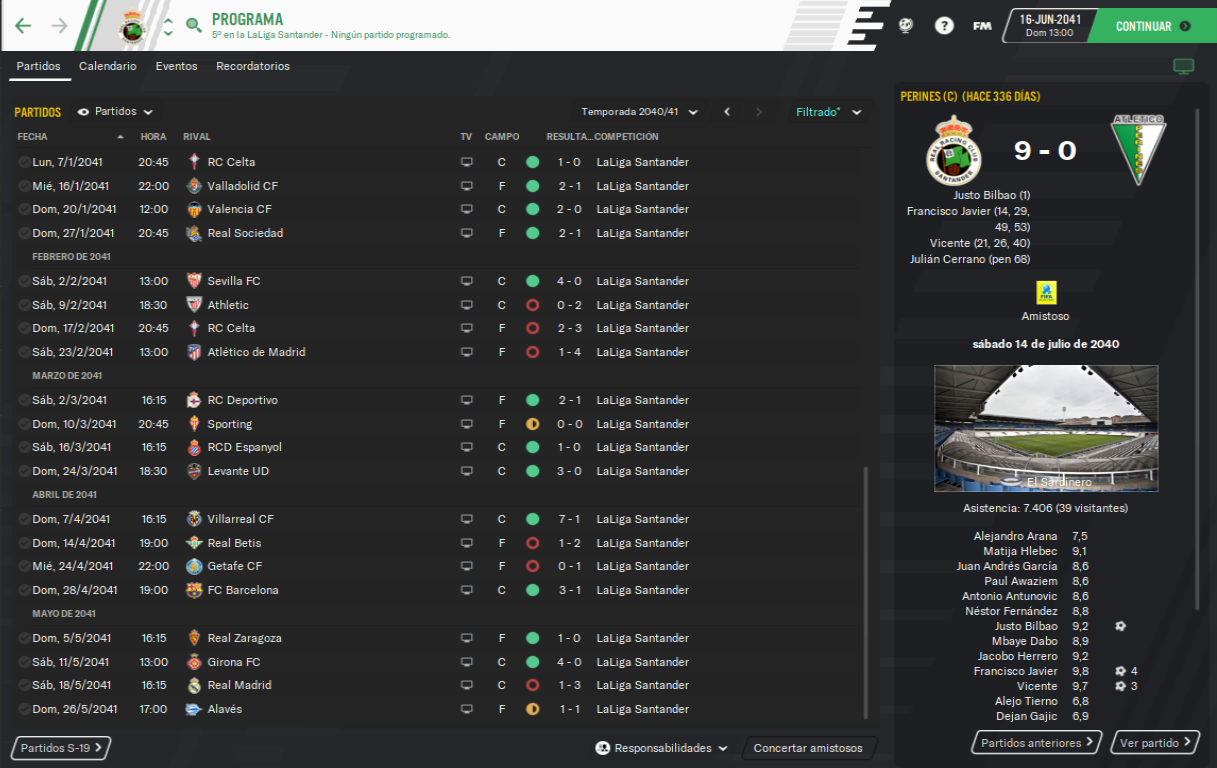 PROGRAMA
5º en la LaLiga Santander - Ningún partido programado.
?
FM
16-JUN-2041
Dom 13:00
CONTINUAR
Partidos Calendario Eventos Recordatorios
PARTIDOS Partidos Temporada 2040/41 Filtrado*
FECHA HORA RIVAL TV CAMPO RESULTA... COMPETICIÓN
Lun, 7/1/2041 20:45 RC Celta C 1 - 0 LaLiga Santander
Mié, 16/1/2041 22:00 Valladolid CF F 2 - 1 LaLiga Santander
Dom, 20/1/2041 12:00 Valencia CF C 2 - 0 LaLiga Santander
Dom, 27/1/2041 20:45 Real Sociedad F 2 - 1 LaLiga Santander
FEBRERO DE 2041
Sáb, 2/2/2041 13:00 Sevilla FC C 4 - 0 LaLiga Santander
Sáb, 9/2/2041 18:30 Athletic C 0 - 2 LaLiga Santander
Dom, 17/2/2041 20:45 RC Celta F 2 - 3 LaLiga Santander
Sáb, 23/2/2041 13:00 Atlético de Madrid F 1 - 4 LaLiga Santander
MARZO DE 2041
Sáb, 2/3/2041 16:15 RC Deportivo F 2 - 1 LaLiga Santander
Dom, 10/3/2041 20:45 Sporting F 0 - 0 LaLiga Santander
Sáb, 16/3/2041 16:15 RCD Espanyol C 1 - 0 LaLiga Santander
Dom, 24/3/2041 18:30 Levante UD C 3 - 0 LaLiga Santander
ABRIL DE 2041
Dom, 7/4/2041 16:15 Villarreal CF C 7 - 1 LaLiga Santander
Dom, 14/4/2041 19:00 Real Betis F 1 - 2 LaLiga Santander
Mié, 24/4/2041 22:00 Getafe CF F 0 - 1 LaLiga Santander
Dom, 28/4/2041 19:00 FC Barcelona C 3 - 1 LaLiga Santander
MAYO DE 2041
Dom, 5/5/2041 16:15 Real Zaragoza F 1 - 0 LaLiga Santander
Sáb, 11/5/2041 13:00 Girona FC C 4 - 0 LaLiga Santander
Sáb, 18/5/2041 16:15 Real Madrid C 1 - 3 LaLiga Santander
Dom, 26/5/2041 17:00 Alavés F 1 - 1 LaLiga Santander
Partidos S-19 Responsabilidades Concertar amistosos
PERINES (C) (HACE 336 DÍAS)
REAL RACING CLUB SANTANDER
9 - 0
ATLETICO
PERINES
Justo Bilbao (1)
Francisco Javier (14, 29,
49, 53)
Vicente (21, 26, 40)
Julián Cerrano (pen 68)
Amistoso
sábado 14 de julio de 2040
El Sardinero
Asistencia: 7.406 (39 visitantes)
Alejandro Arana 7,5
Matija Hlebec 9,1
Juan Andrés García 8,6
Paul Awaziem 8,6
Antonio Antunovic 8,6
Néstor Fernández 8,8
Justo Bilbao 9,2
Mbaye Dabo 8,9
Jacobo Herrero 9,2
Francisco Javier 9,8 4
Vicente 9,7 3
Alejo Tierno 6,8
Dejan Gajic 6,9
Partidos anteriores Ver partido